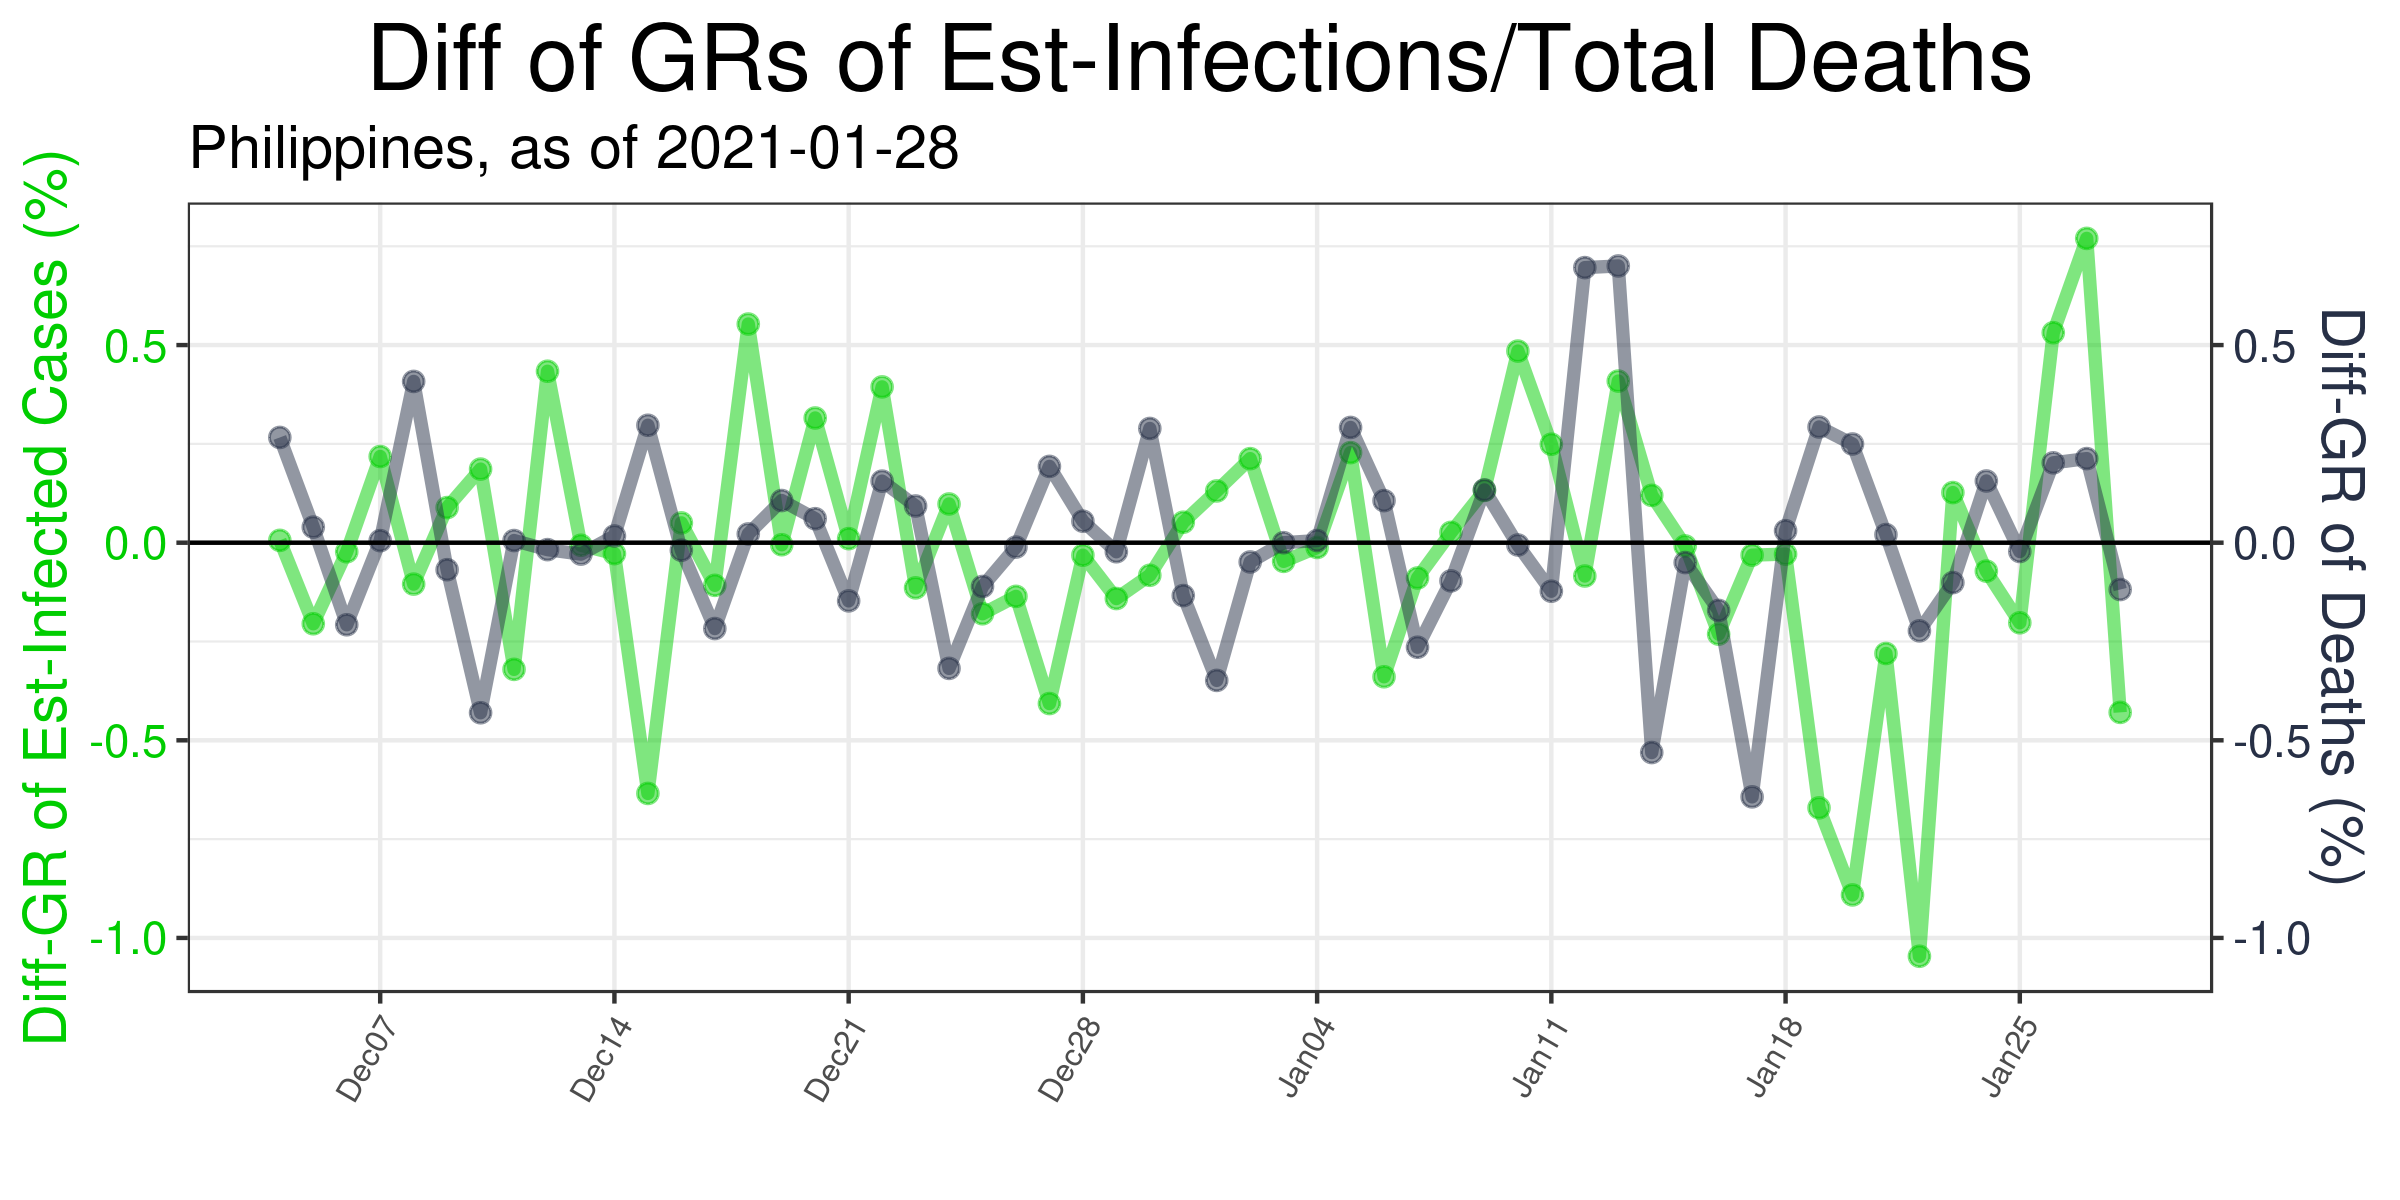 Diff of GRs of Est-Infections/Total Deaths
Philippines, as of 2021-01-28
Diff-GR of Est-Infected Cases (%)
0.5
0.0
-0.5
-1.0
0.5
0.0
-0.5
-1.0
Diff-GR of Deaths (%)
Dec07
Dec14
Dec21
Dec28
Jan04
Jan11
Jan18
Jan25